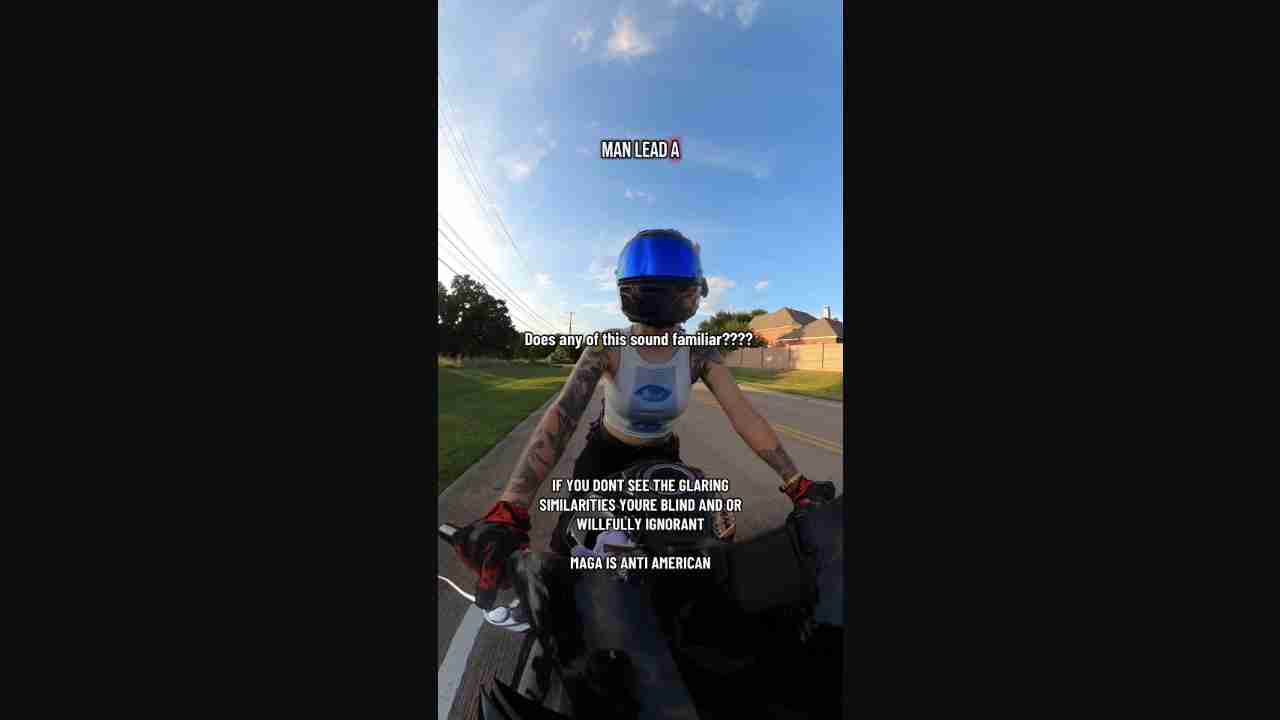 MAN LEAD A
Does any of this sound familiar????
IF YOU DONT SEE THE GLARING
SIMILARITIES YOURE BLIND AND OR
WILLFULLY IGNORANT
MAGA IS ANTI AMERICAN